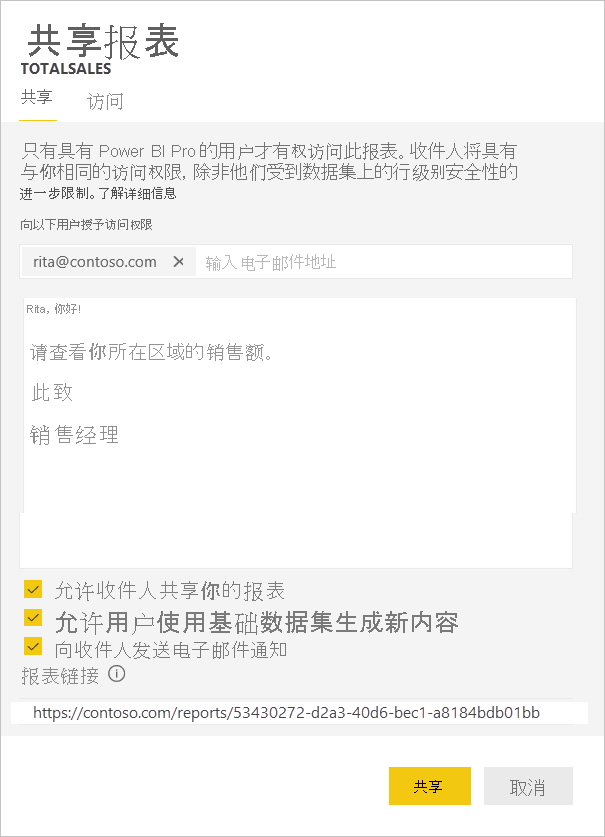 共享报表
TOTALSALES
共享 访问
只有具有 Power BI Pro 的用户才有权访问此报表。收件人将具有
与你相同的访问权限, 除非他们受到数据集上的行级别安全性的
进一步限制。了解详细信息
向以下用户授予访问权限
rita@contoso.com 输入电子邮件地址
Rita，你好！
请查看你所在区域的销售额。
此致
销售经理
允许收件人共享你的报表
允许用户使用基础数据集生成新内容
向收件人发送电子邮件通知
报表链接
https://contoso.com/reports/53430272-d2a3-40d6-bec1-a8184bdb01bb
共享 取消